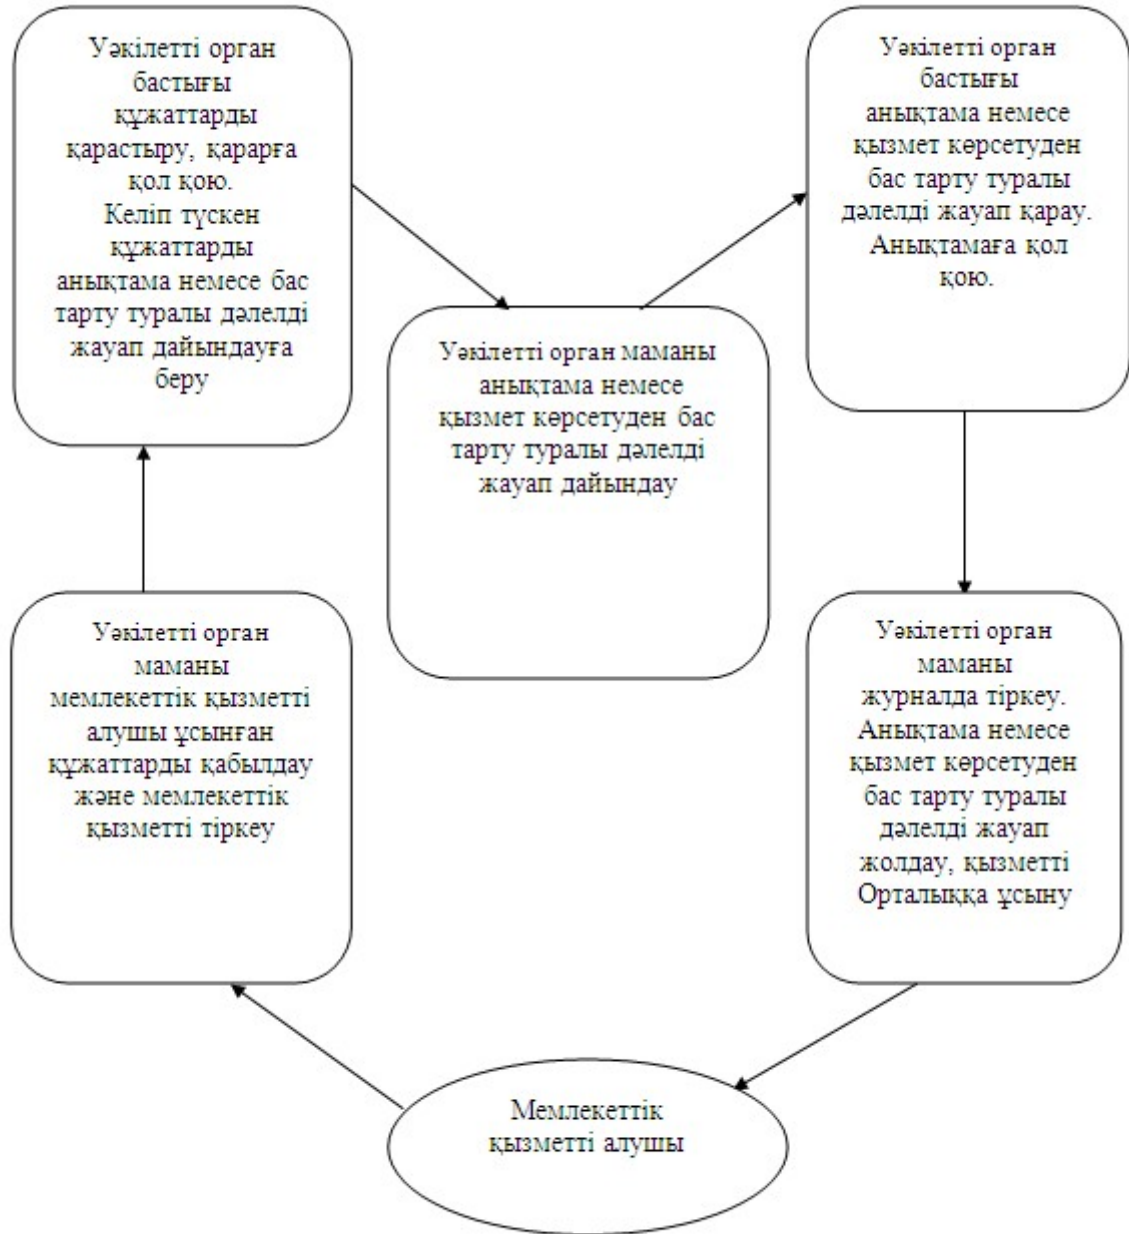 Уәкілетті орган
бастығы
құжаттарды
қарастыру, қарарға
қол қою.
Келіп түскен
құжаттарды
анықтама немесе бас
тарту туралы дәлелді
жауап дайындауға
беру
Уәкілетті орган маманы
анықтама немесе
қызмет көрсетуден бас
тарту туралы дәлелді
жауап дайындау
Уәкілетті орган
бастығы
анықтама немесе
қызмет көрсетуден
бас тарту туралы
дәлелді жауап қарау.
Анықтамаға қол
қою.
Уәкілетті орган
маманы
мемлекеттік қызметті
алушы ұсынған
құжаттарды қабылдау
және мемлекеттік
қызметті тіркеу
Уәкілетті орган
маманы
журналда тіркеу.
Анықтама немесе
қызмет көрсетуден
бас тарту туралы
дәлелді жауап
жолдау, қызметті
Орталыққа ұсыну
Мемлекеттік
қызметті алушы